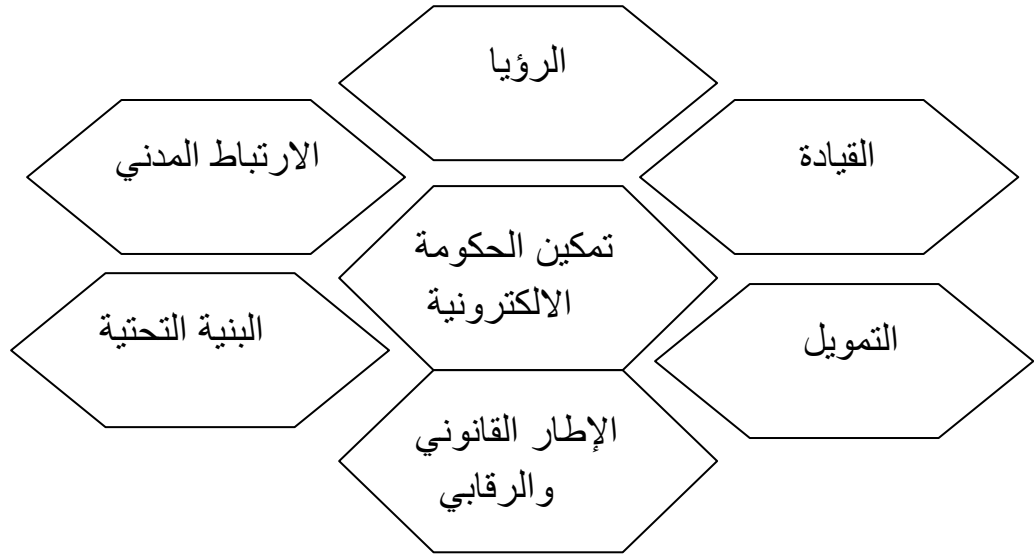 الرؤيا
القيادة
الارتباط المدني
تمكين الحكومة
الالكترونية
التمويل
البنية التحتية
الإطار القانوني
والرقابي